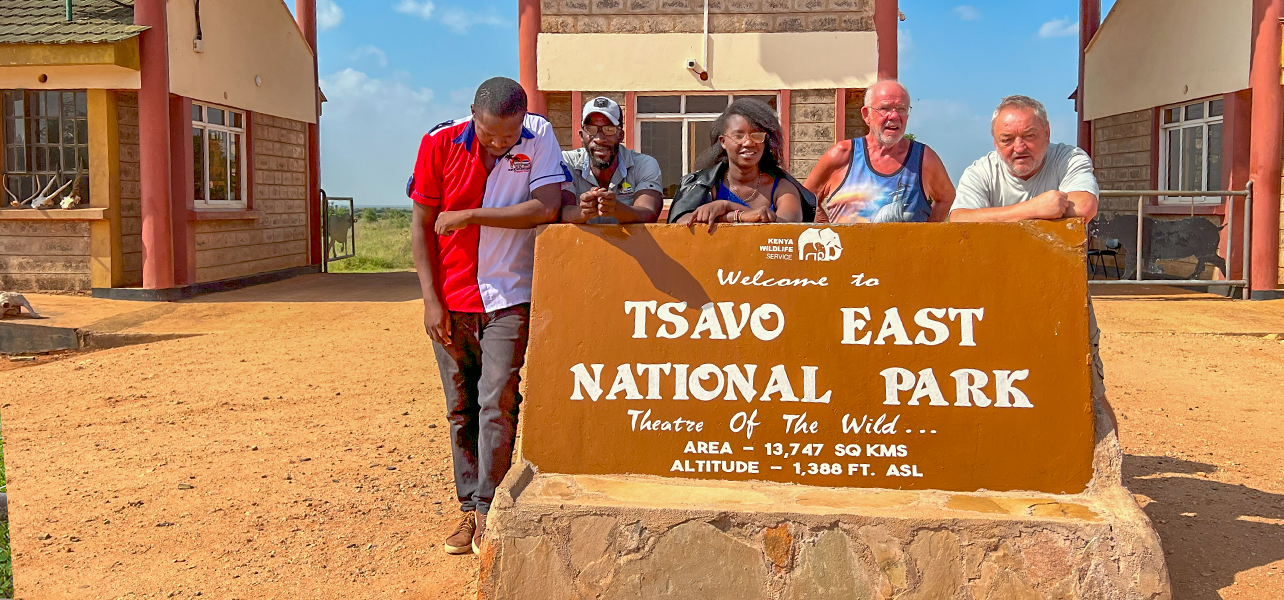 KENYA
WILDLIFE
SERVICE
Welcome to
TSAVO EAST
NATIONAL PARK
Theatre Of The Wild...
AREA - 13,747 SQ KMS
ALTITUDE - 1,388 FT. ASL